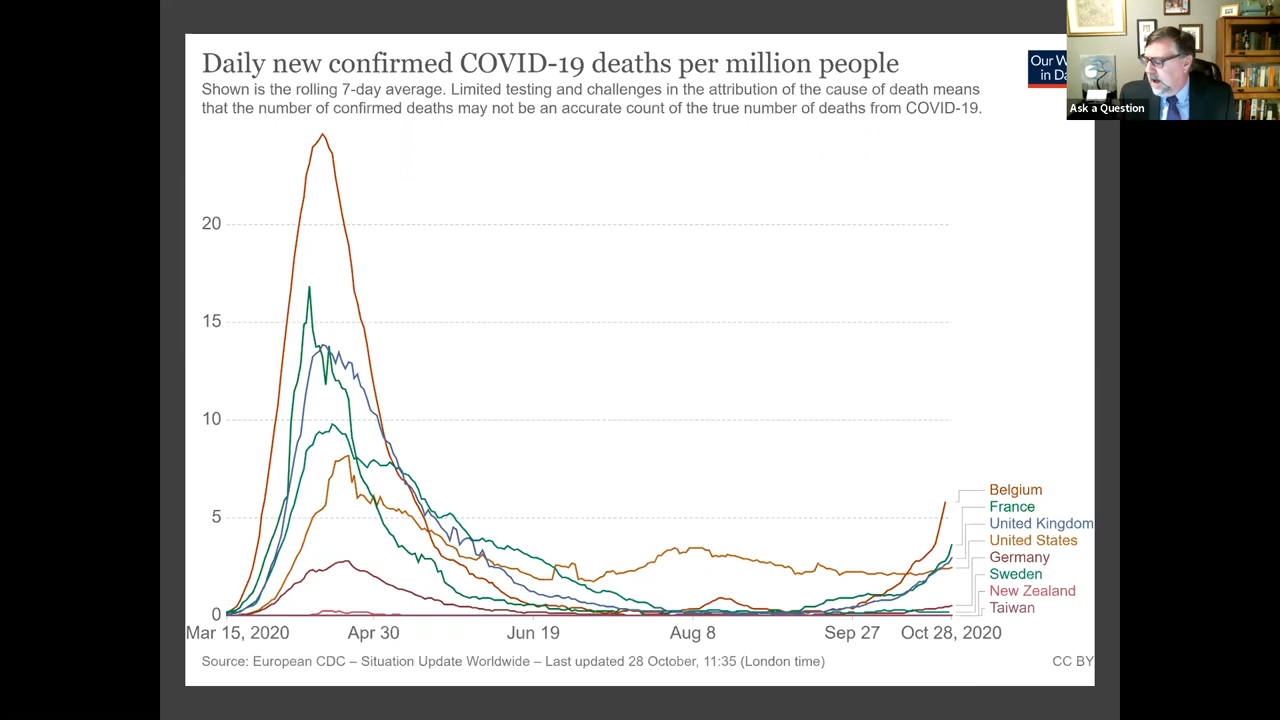 Daily new confirmed COVID-19 deaths per million people
Shown is the rolling 7-day average. Limited testing and challenges in the attribution of the cause of death means
that the number of confirmed deaths may not be an accurate count of the true number of deaths from COVID-19.
Our W
in Da
Ask a Question
20
15
10
5
0
Belgium
France
United Kingdom
United States
Germany
Sweden
New Zealand
Taiwan
Mar 15, 2020
Apr 30
Jun 19
Aug 8
Sep 27
Oct 28, 2020
Source: European CDC – Situation Update Worldwide – Last updated 28 October, 11:35 (London time)
CC BY